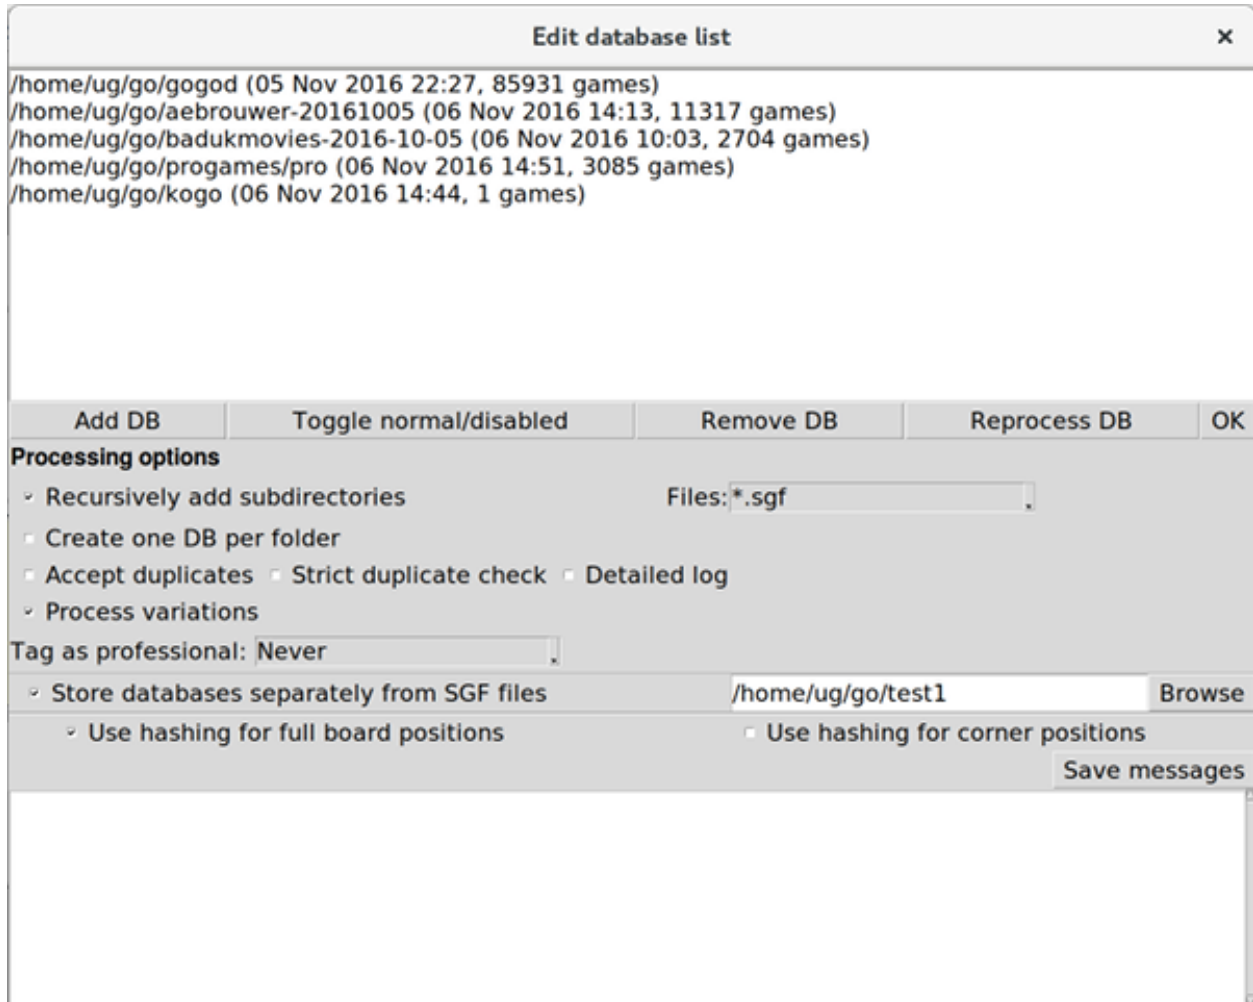 Edit database list ×
/home/ug/go/gogod (05 Nov 2016 22:27, 85931 games)
/home/ug/go/aebrouwer-20161005 (06 Nov 2016 14:13, 11317 games)
/home/ug/go/badukmovies-2016-10-05 (06 Nov 2016 10:03, 2704 games)
/home/ug/go/progames/pro (06 Nov 2016 14:51, 3085 games)
/home/ug/go/kogo (06 Nov 2016 14:44, 1 games)
Add DB Toggle normal/disabled Remove DB Reprocess DB OK
Processing options
Recursively add subdirectories Files: *.sgf
Create one DB per folder
Accept duplicates Strict duplicate check Detailed log
Process variations
Tag as professional: Never
Store databases separately from SGF files /home/ug/go/test1 Browse
Use hashing for full board positions Use hashing for corner positions
Save messages